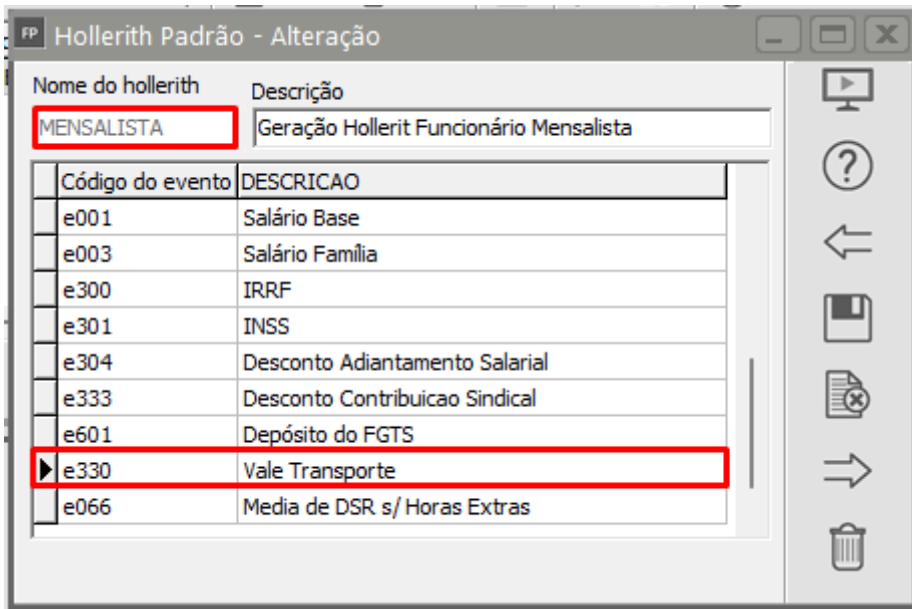 FP Hollerith Padrão - Alteração
Nome do hollerith Descrição
MENSALISTA Geração Hollerit Funcionário Mensalista
Código do evento DESCRICAO
e001 Salário Base
e003 Salário Família
e300 IRRF
e301 INSS
e304 Desconto Adiantamento Salarial
e333 Desconto Contribuicao Sindical
e601 Depósito do FGTS
e330 Vale Transporte
e066 Media de DSR s/ Horas Extras